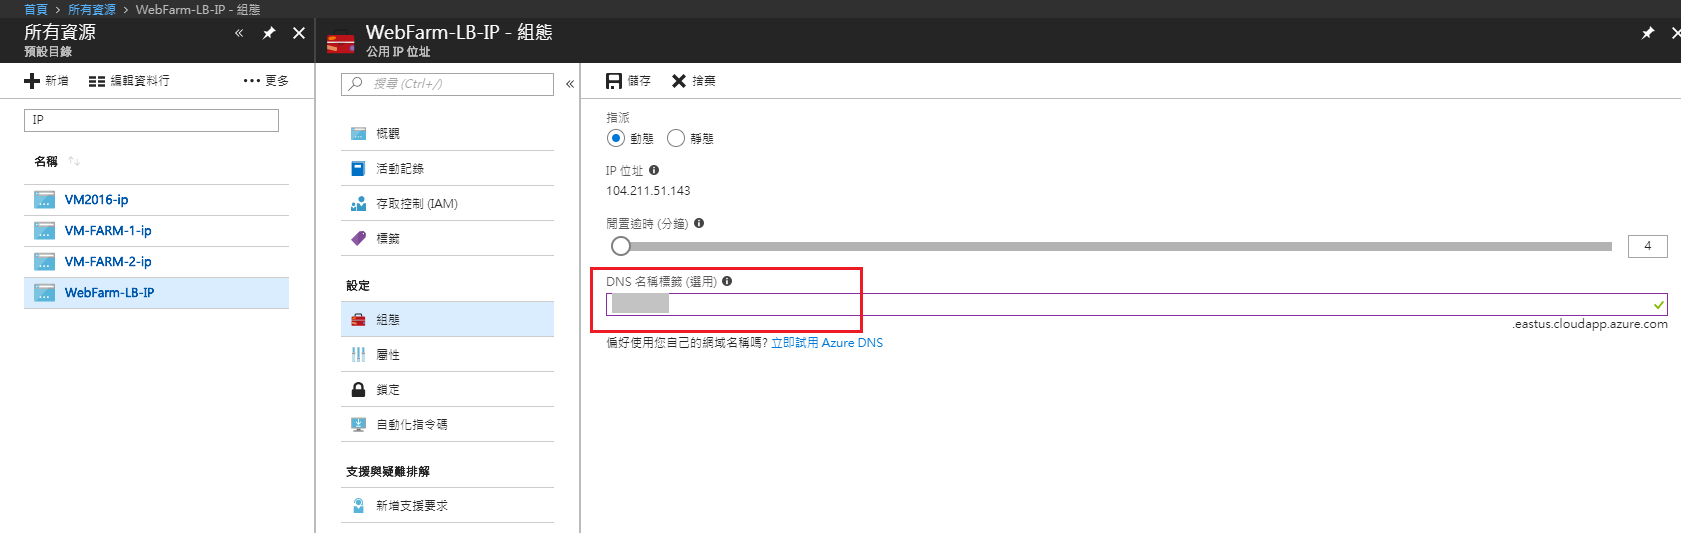 首頁 > 所有資源 > WebFarm-LB-IP - 組態
所有資源
預設目錄
新增 編輯資料行 ··· 更多
IP
名稱 ↑↓
VM2016-ip
VM-FARM-1-ip
VM-FARM-2-ip
WebFarm-LB-IP
WebFarm-LB-IP - 組態
公用 IP 位址
搜尋 (Ctrl+/)
概觀
活動記錄
存取控制 (IAM)
標籤
設定
組態
屬性
鎖定
自動化指令碼
支援與疑難排解
新增支援要求
儲存 捨棄
指派
動態 靜態
IP 位址
104.211.51.143
閒置逾時 (分鐘)
4
DNS 名稱標籤 (選用)
.eastus.cloudapp.azure.com
偏好使用您自己的網域名稱嗎? 立即試用 Azure DNS